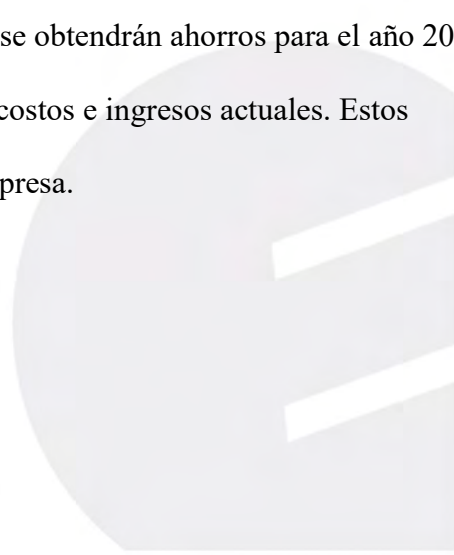 se obtendrán ahorros para el año 20
costos e ingresos actuales. Estos
presa.